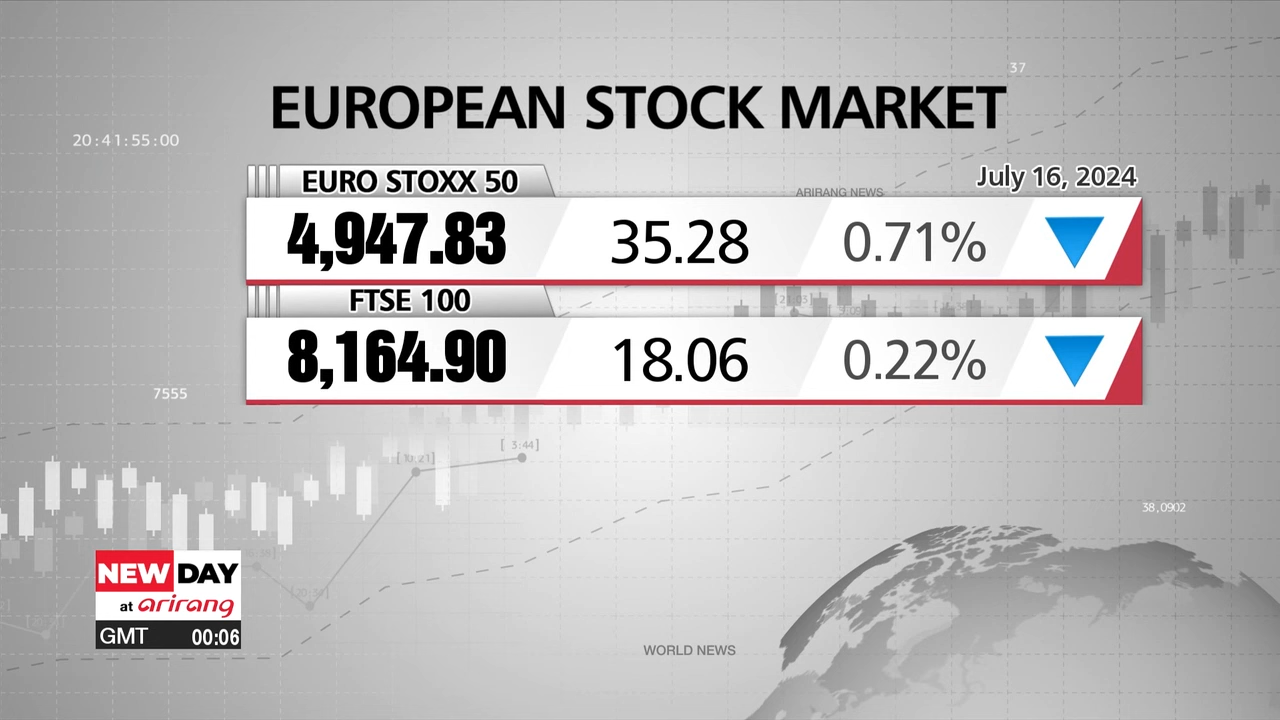 37
EUROPEAN STOCK MARKET
20:41:55:00
EURO STOXX 50
July 16, 2024
ARIRANG NEWS
4,947.83 35.28 0.71%
FTSE 100
8,164.90 18.06 0.22%
7555
[ 3:44]
38,0902
NEW DAY
at arirang
GMT 00:06
WORLD NEWS